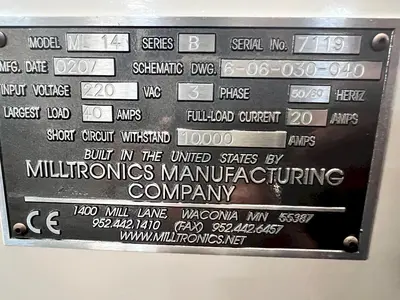 MODEL ML 14 SERIES B SERIAL No. 7119
MFG. DATE 0207 SCHEMATIC DWG. 6-06-030-040
INPUT VOLTAGE 220 VAC 3 PHASE 50/60 HERTZ
LARGEST LOAD 40 AMPS FULL-LOAD CURRENT 20 AMPS
SHORT CIRCUIT WITHSTAND 10,000 AMPS
BUILT IN THE UNITED STATES BY
MILLTRONICS MANUFACTURING
COMPANY
CE
1400 MILL LANE, WACONIA MN 55387
952.442.1410 (FAX) 952.442.6457
WWW.MILLTRONICS.NET